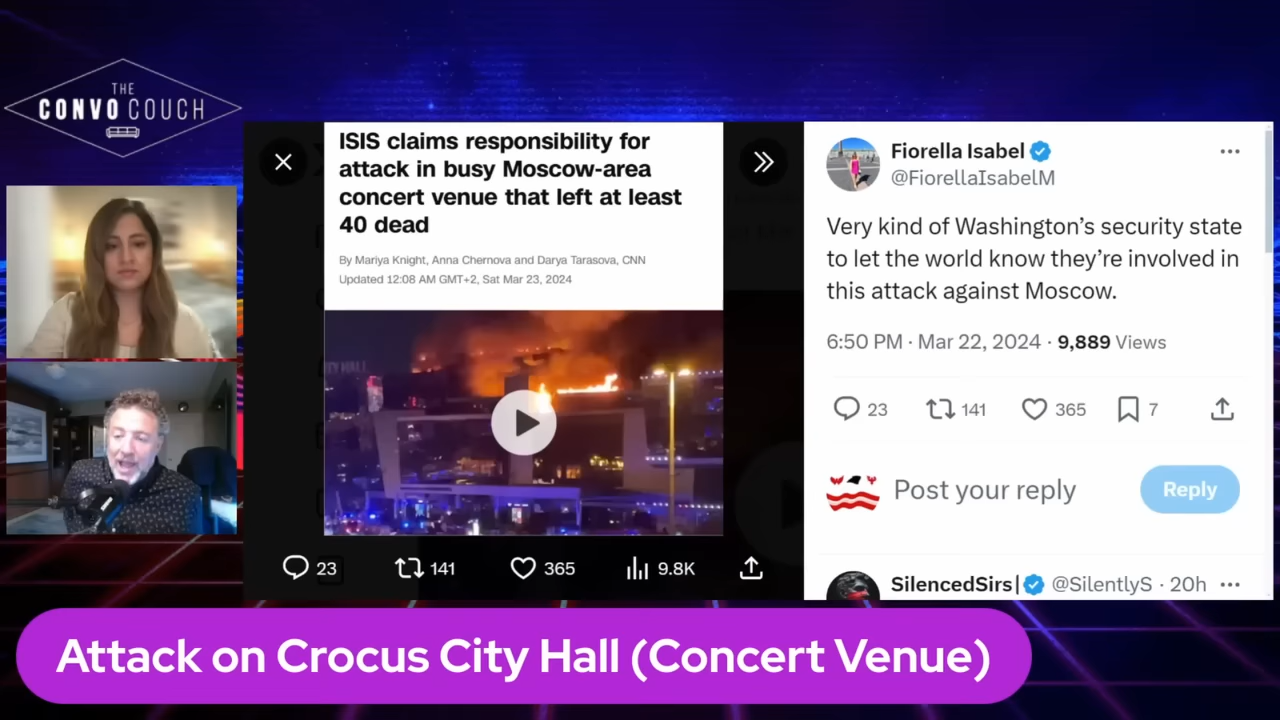 THE
CONVO COUCH
ISIS claims responsibility for
attack in busy Moscow-area
concert venue that left at least
40 dead
By Mariya Knight, Anna Chernova and Darya Tarasova, CNN
Updated 12:08 AM GMT+2, Sat Mar 23, 2024
23
141
365
9.8K
Fiorella Isabel
@FiorellaIsabelM
Very kind of Washington’s security state
to let the world know they’re involved in
this attack against Moscow.
6:50 PM · Mar 22, 2024 · 9,889 Views
23
141
365
7
Post your reply
Reply
SilencedSirs| @SilentlyS · 20h
Attack on Crocus City Hall (Concert Venue)